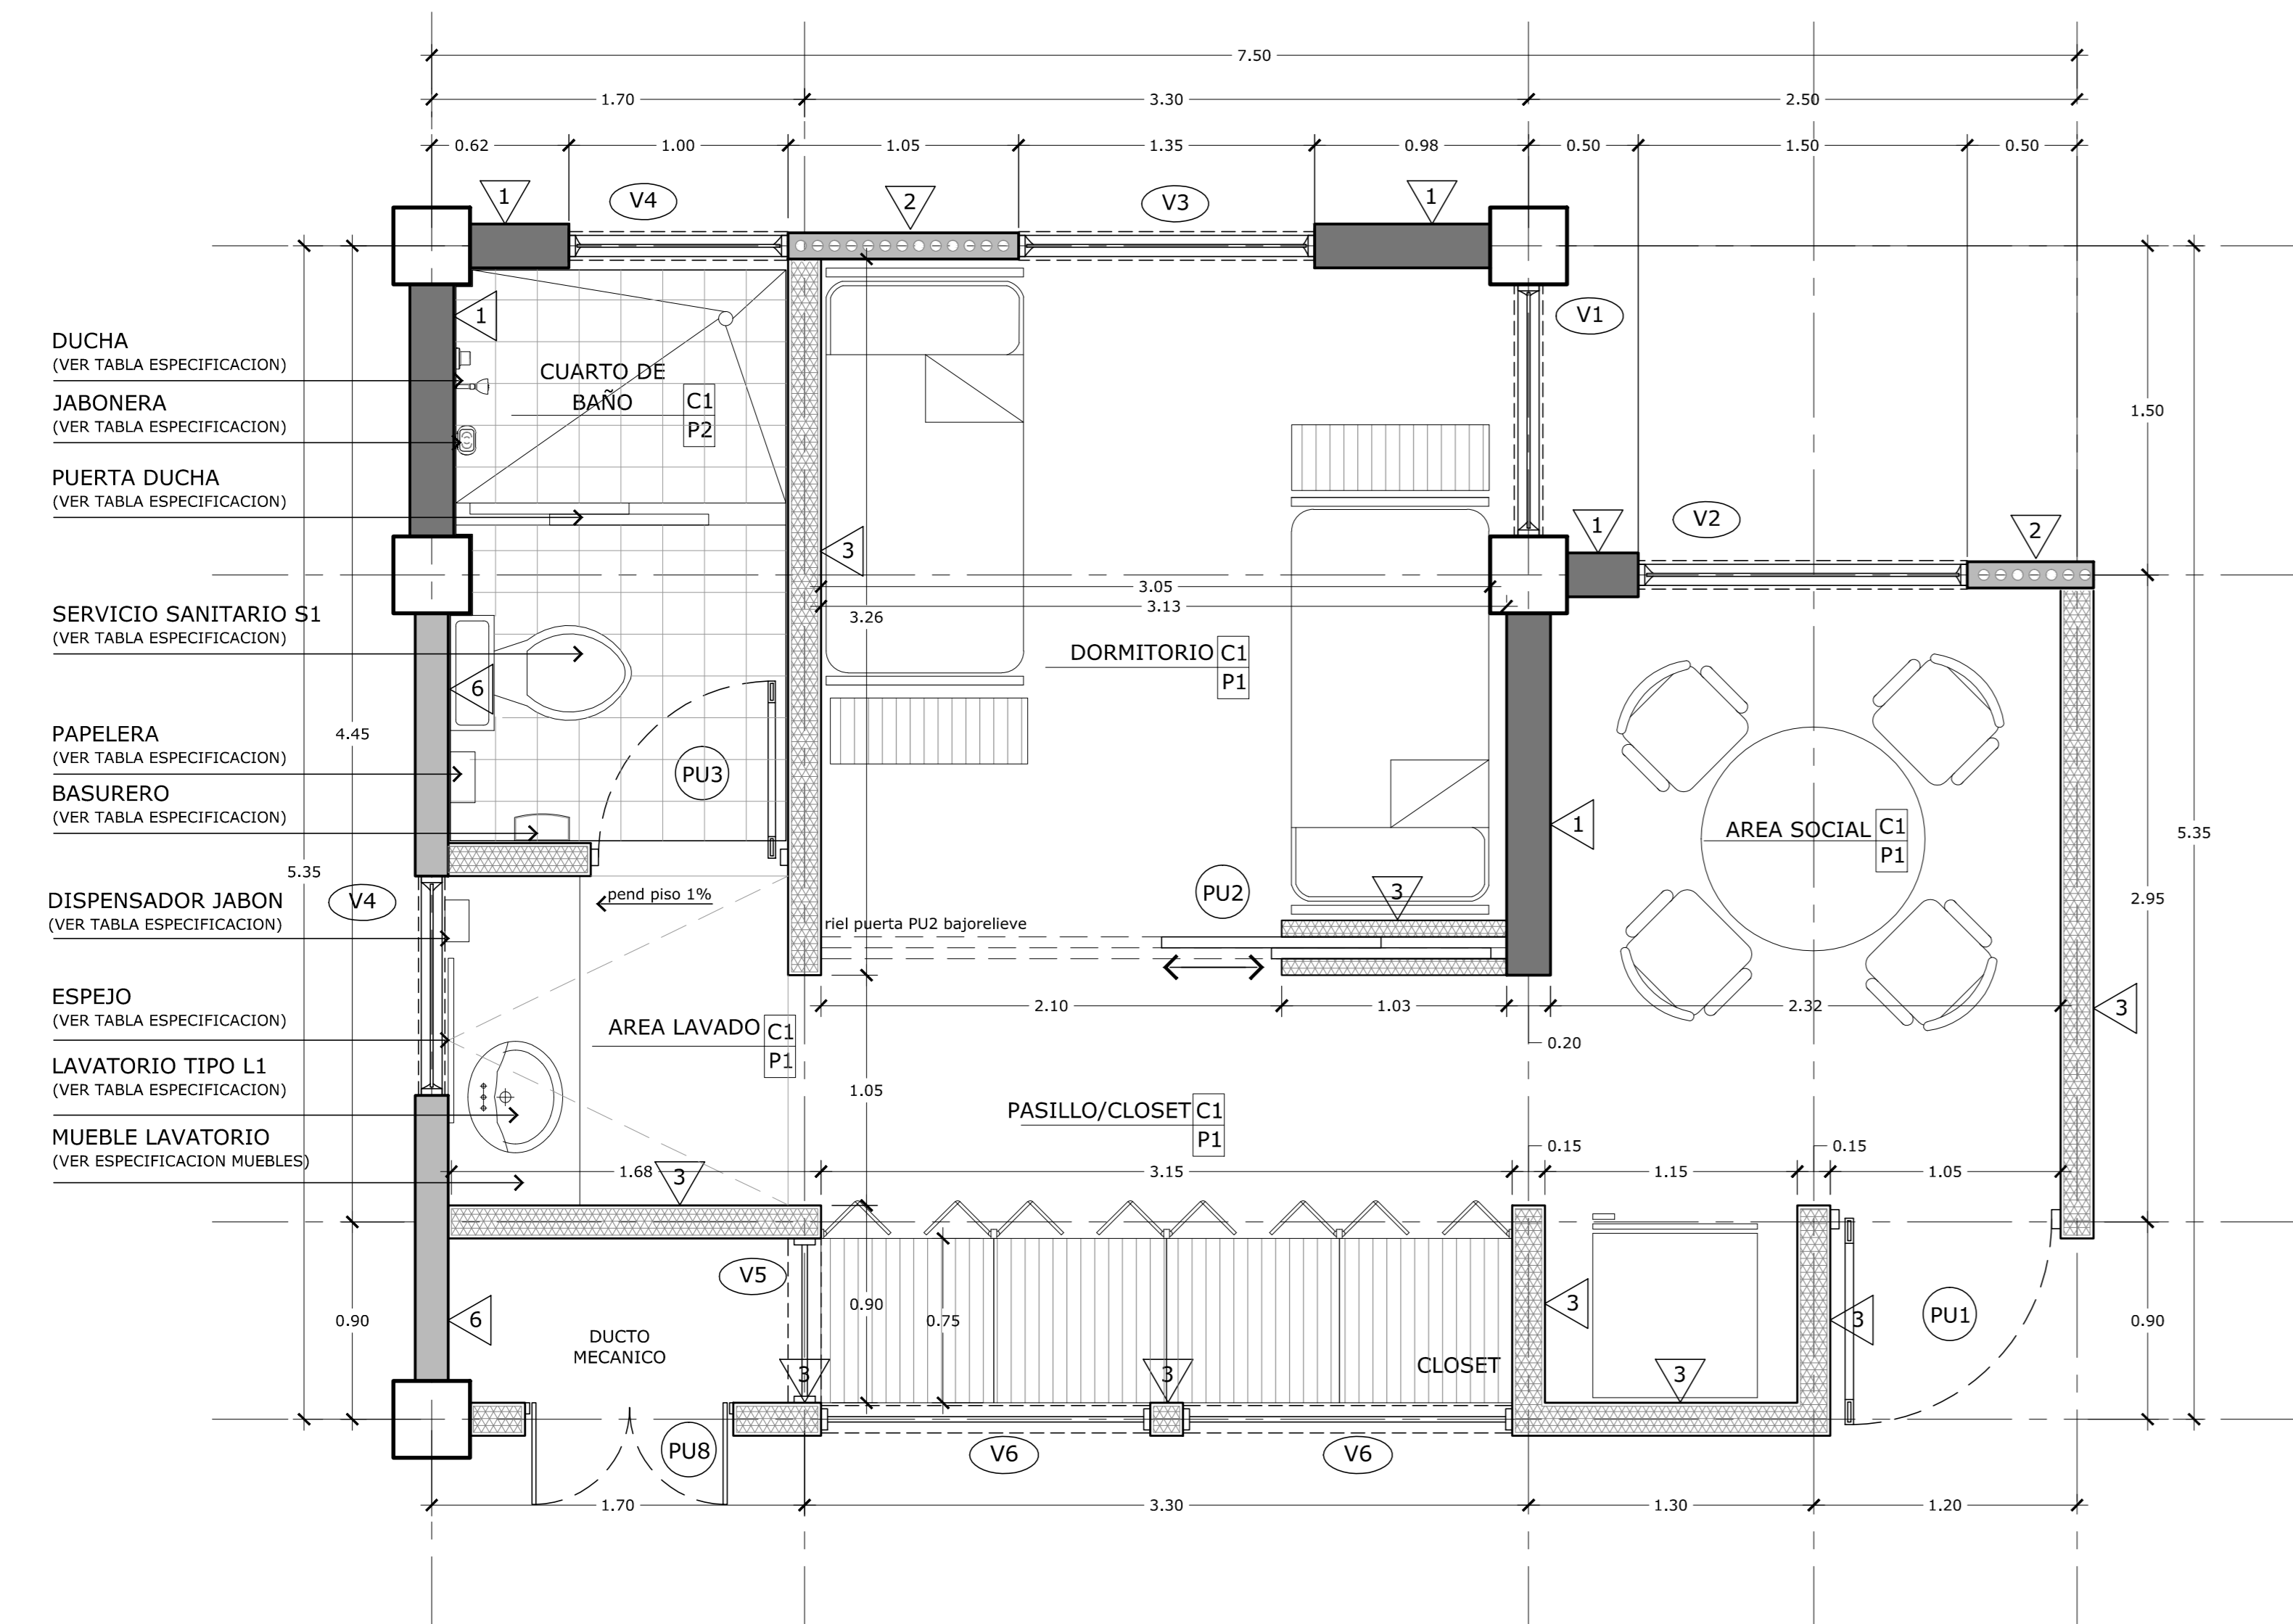 7.50
1.70
3.30
2.50
0.62
1.00
1.05
1.35
0.98
0.50
1.50
0.50
1
V4
2
V3
1
1
V1
DUCHA
(VER TABLA ESPECIFICACION)
JABONERA
(VER TABLA ESPECIFICACION)
PUERTA DUCHA
(VER TABLA ESPECIFICACION)
CUARTO DE
BAÑO
C1
P2
1.50
V2
1
2
3
3.05
3.13
3.26
SERVICIO SANITARIO S1
(VER TABLA ESPECIFICACION)
6
DORMITORIO
C1
P1
PAPELERA
(VER TABLA ESPECIFICACION)
4.45
BASURERO
(VER TABLA ESPECIFICACION)
PU3
1
AREA SOCIAL
C1
P1
5.35
5.35
DISPENSADOR JABON
(VER TABLA ESPECIFICACION)
V4
pend piso 1%
PU2
3
riel puerta PU2 bajorelieve
2.95
ESPEJO
(VER TABLA ESPECIFICACION)
AREA LAVADO
C1
P1
2.10
1.03
2.32
0.20
3
LAVATORIO TIPO L1
(VER TABLA ESPECIFICACION)
1.05
PASILLO/CLOSET
C1
P1
MUEBLE LAVATORIO
(VER ESPECIFICACION MUEBLES)
1.68
3
3.15
0.15
1.15
0.15
1.05
V5
0.90
6
DUCTO
MECANICO
0.90
0.75
3
3
CLOSET
3
3
3
PU1
0.90
PU8
V6
V6
1.70
3.30
1.30
1.20